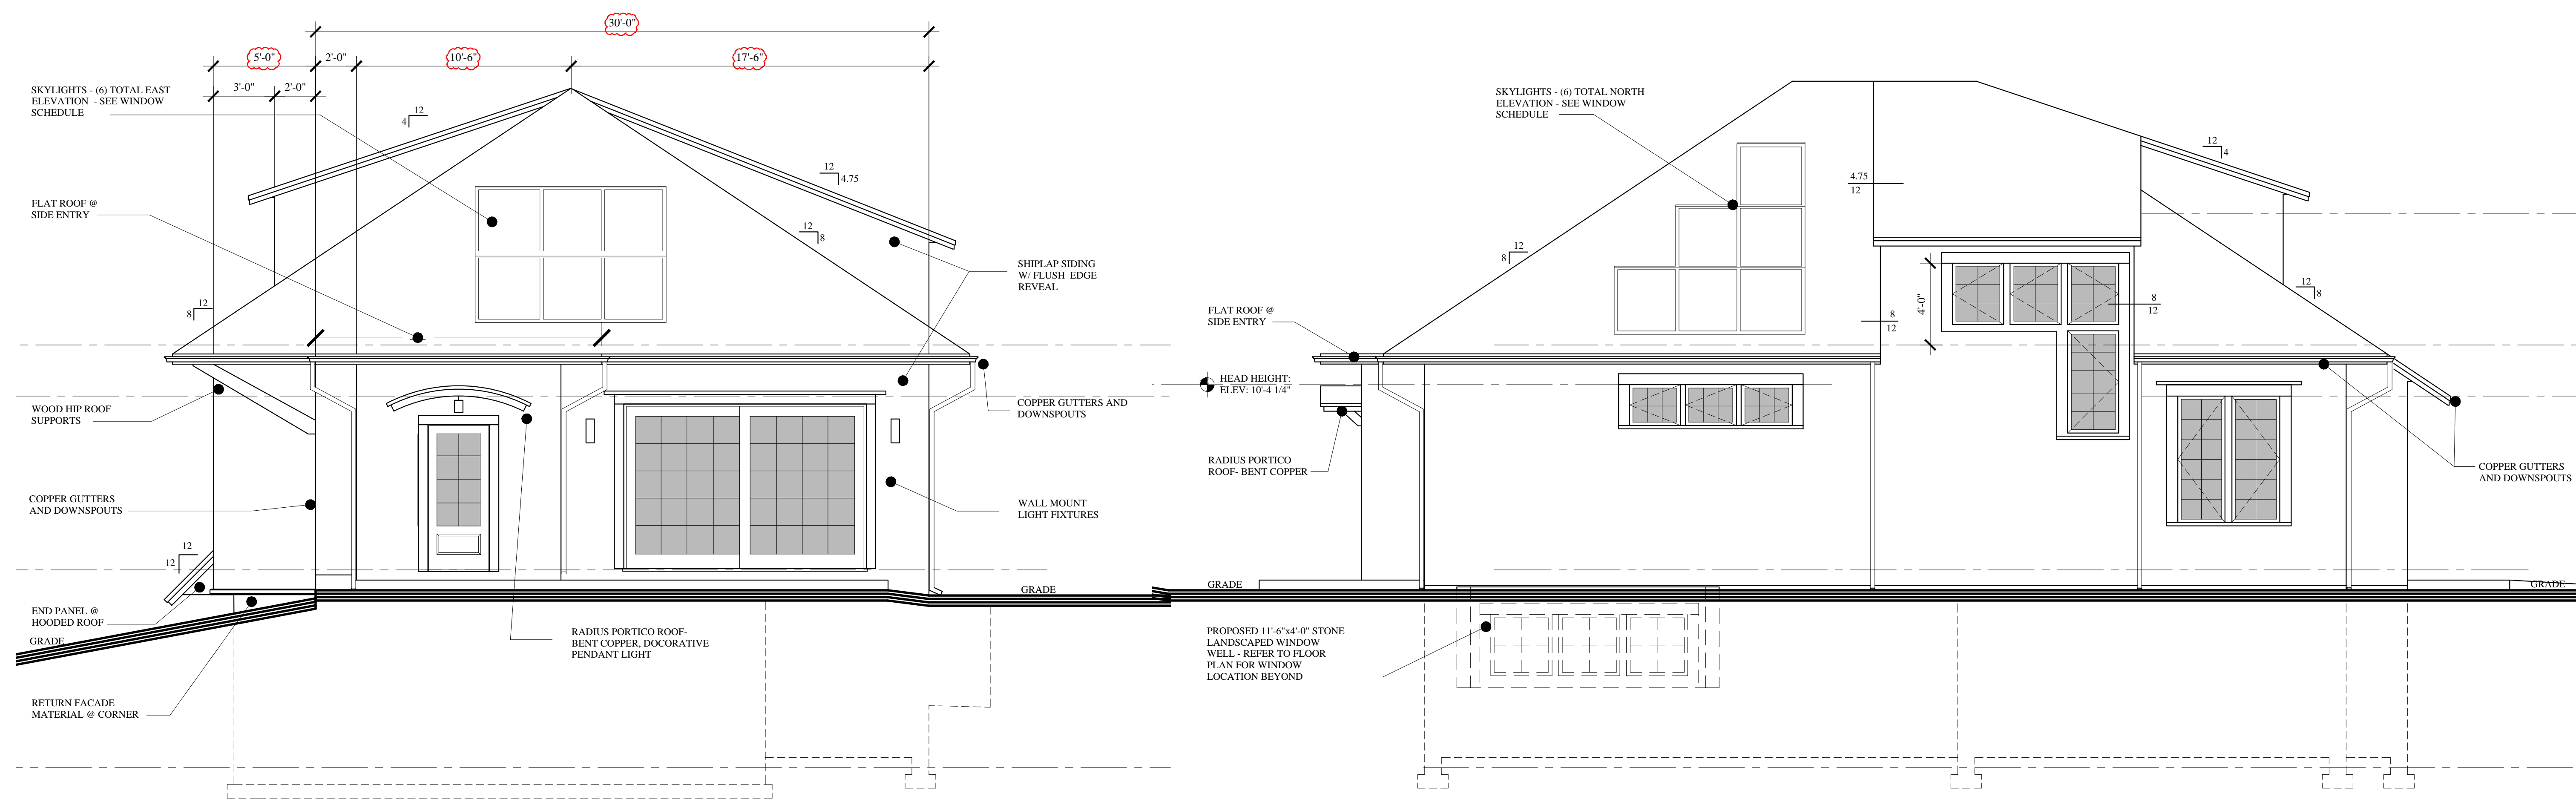 30'-0"
5'-0"
2'-0"
10'-6"
17'-6"
3'-0"
2'-0"
SKYLIGHTS - (6) TOTAL EAST
ELEVATION - SEE WINDOW
SCHEDULE
12
4
12
4.75
FLAT ROOF @
SIDE ENTRY
12
8
SHIPLAP SIDING
W/ FLUSH EDGE
REVEAL
12
8
WOOD HIP ROOF
SUPPORTS
COPPER GUTTERS AND
DOWNSPOUTS
COPPER GUTTERS
AND DOWNSPOUTS
WALL MOUNT
LIGHT FIXTURES
12
12
END PANEL @
HOODED ROOF
GRADE
GRADE
RADIUS PORTICO ROOF-
BENT COPPER, DOCORATIVE
PENDANT LIGHT
RETURN FACADE
MATERIAL @ CORNER
SKYLIGHTS - (6) TOTAL NORTH
ELEVATION - SEE WINDOW
SCHEDULE
12
4
4.75
12
12
8
12
8
4'-0"
8
12
8
12
FLAT ROOF @
SIDE ENTRY
HEAD HEIGHT:
ELEV: 10'-4 1/4"
RADIUS PORTICO
ROOF- BENT COPPER
COPPER GUTTERS
AND DOWNSPOUTS
GRADE
GRADE
PROPOSED 11'-6"x4'-0" STONE
LANDSCAPED WINDOW
WELL - REFER TO FLOOR
PLAN FOR WINDOW
LOCATION BEYOND